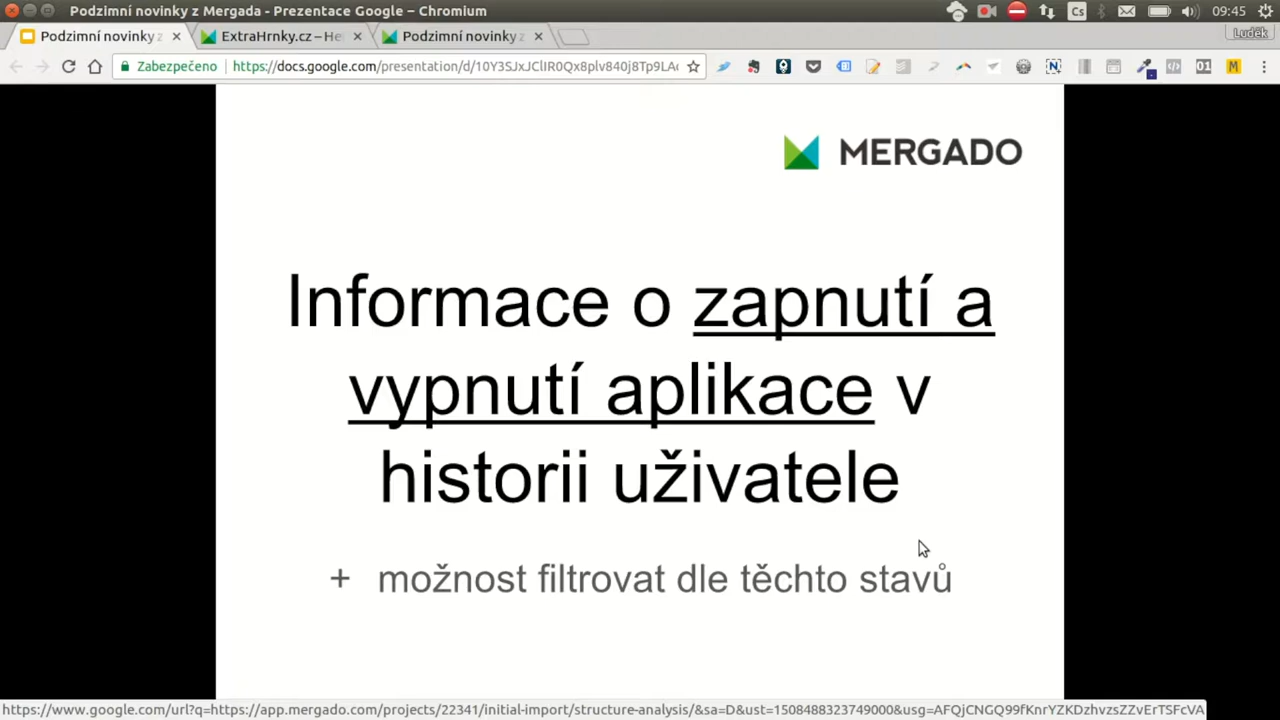 Podzimní novinky z Mergada - Prezentace Google – Chromium
Cs
09:45
Podzimní novinky z
ExtraHrnky.cz – He
Podzimní novinky z
Luděk
Zabezpečeno
https://docs.google.com/presentation/d/10Y3SJxJClIR0Qx8plv840j8Tp9LA
01
M
MERGADO
Informace o zapnutí a
vypnutí aplikace v
historii uživatele
+ možnost filtrovat dle těchto stavů
https://www.google.com/url?q=https://app.mergado.com/projects/22341/initial-import/structure-analysis/&sa=D&ust=1508488323749000&usg=AFQjCNGQ99fKnrYZKDzhvzsZZvErTSFcVA